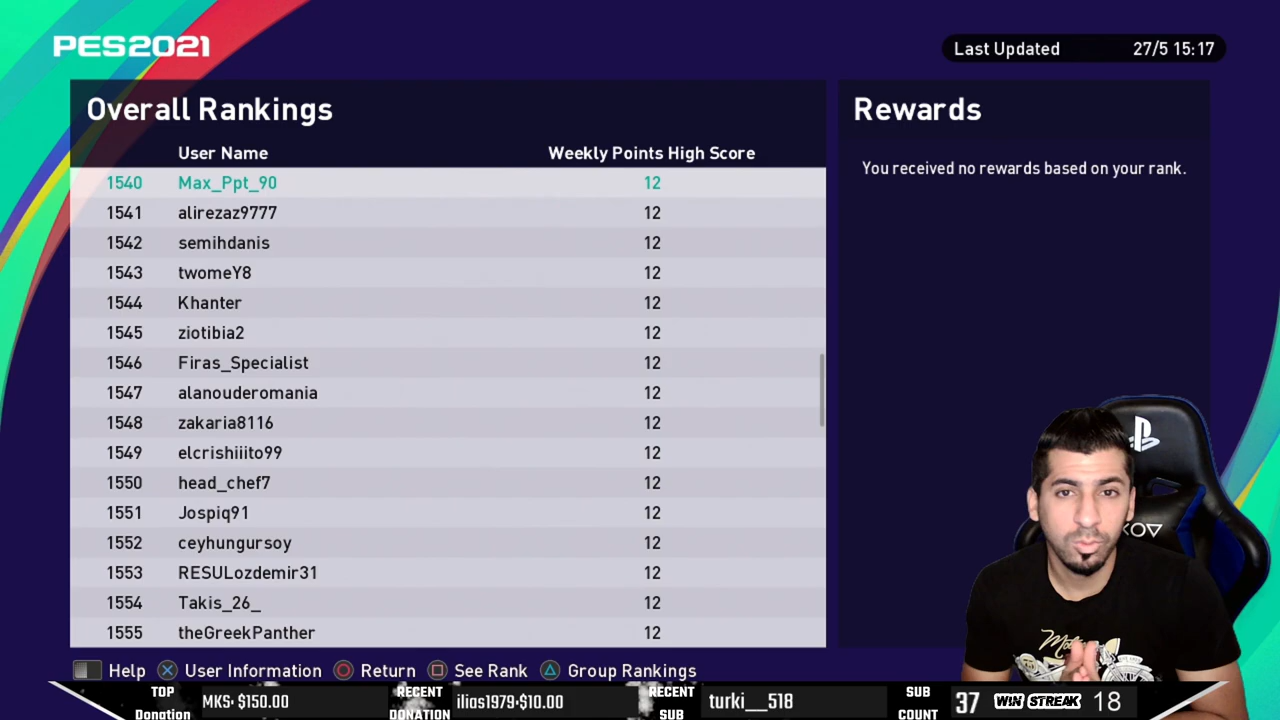 PES2021
Last Updated 27/5 15:17
Overall Rankings
User Name Weekly Points High Score
1540 Max_Ppt_90 12
1541 alirezaz9777 12
1542 semihdanis 12
1543 twomeY8 12
1544 Khanter 12
1545 ziotibia2 12
1546 Firas_Specialist 12
1547 alanouderomania 12
1548 zakaria8116 12
1549 elcrishiiito99 12
1550 head_chef7 12
1551 Jospiq91 12
1552 ceyhungursoy 12
1553 RESULozdemir31 12
1554 Takis_26_ 12
1555 theGreekPanther 12
Rewards
You received no rewards based on your rank.
Help User Information Return See Rank Group Rankings
TOP Donation MKS: $150.00
RECENT DONATION ilias1979:$10.00
RECENT SUB turki__518
SUB COUNT 37
WIN STREAK 18